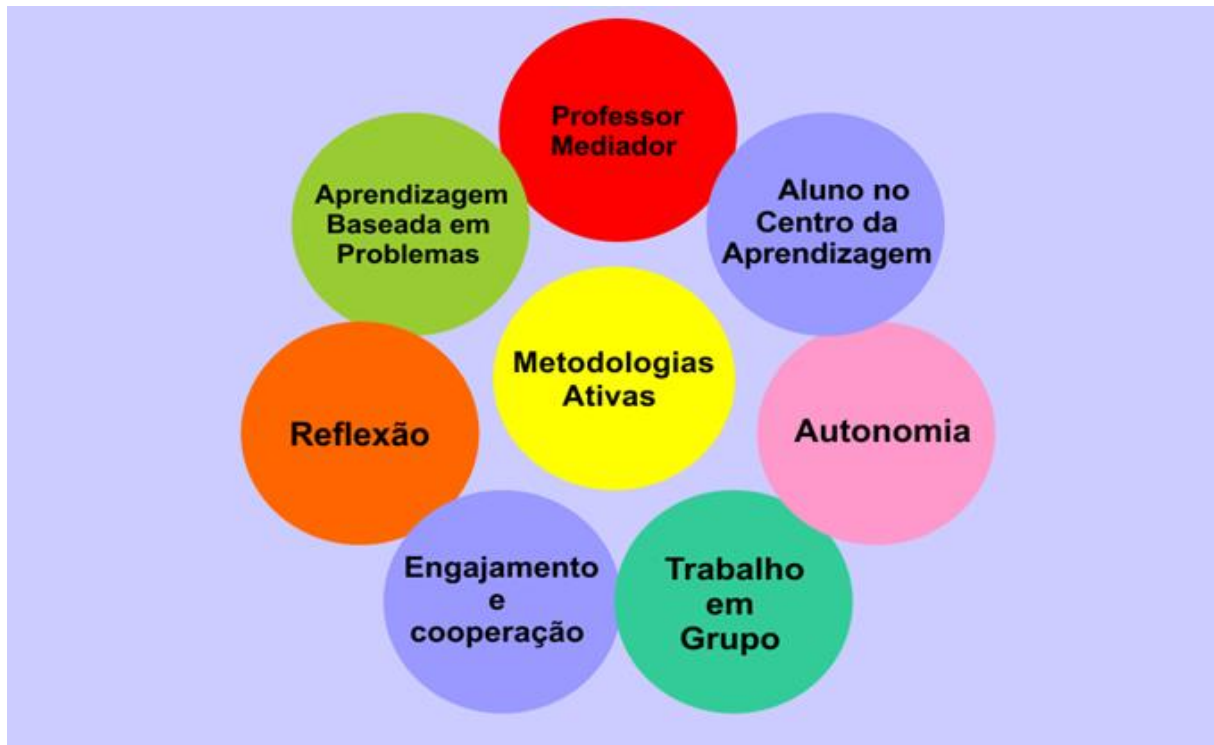 Professor
Mediador
Aprendizagem
Baseada em
Problemas
Aluno no
Centro da
Aprendizagem
Metodologias
Ativas
Reflexão
Autonomia
Engajamento
e
cooperação
Trabalho
em
Grupo